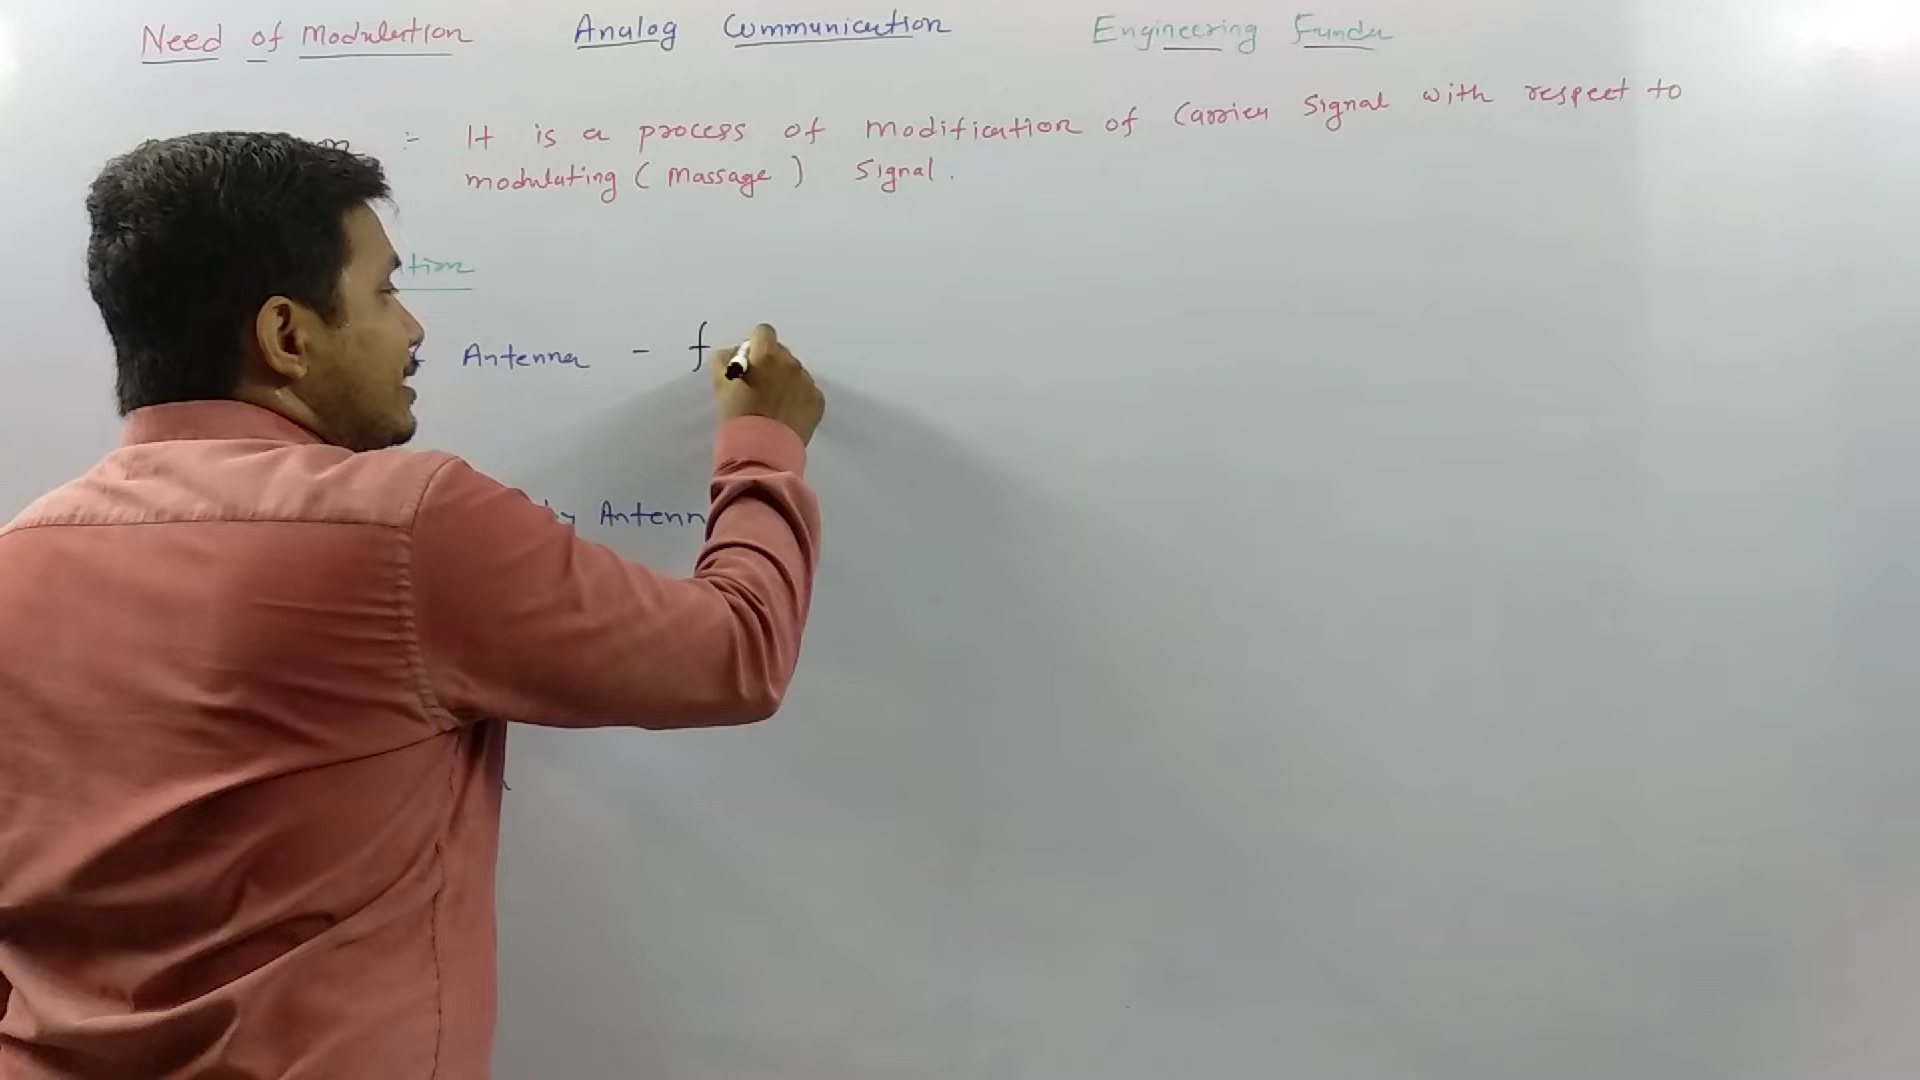 Need of Modulation Analog Communication Engineering Funda
:- It is a process of modification of Carrier Signal with respect to
modulating ( Massage ) Signal .
Antenna - f
by Antenn